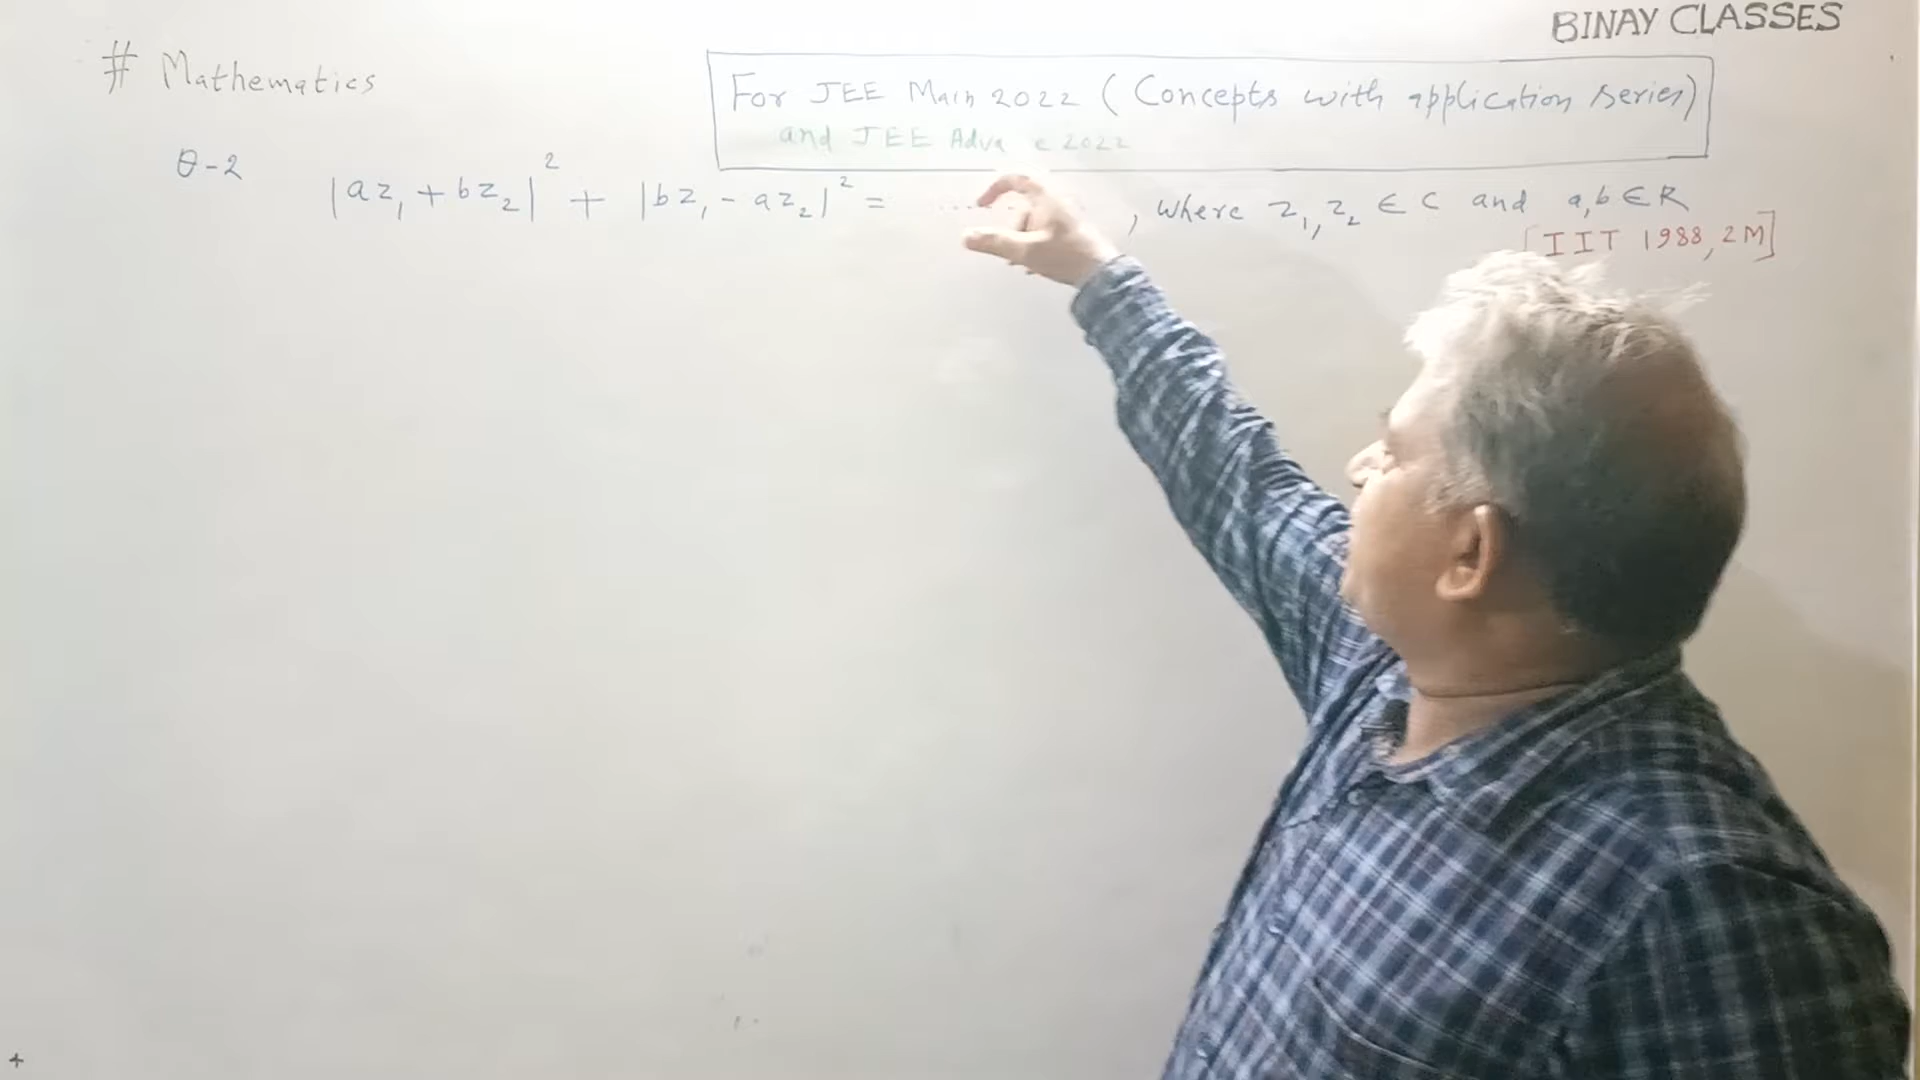 BINAY CLASSES
# Mathematics
For JEE Main 2022 (Concepts with application series)
and JEE Adva e 2022
Q-2 |az₁ + bz₂|² + |bz₁ - az₂|² = ...... , where z₁, z₂ ∈ C and a,b ∈ R
[IIT 1988, 2M]